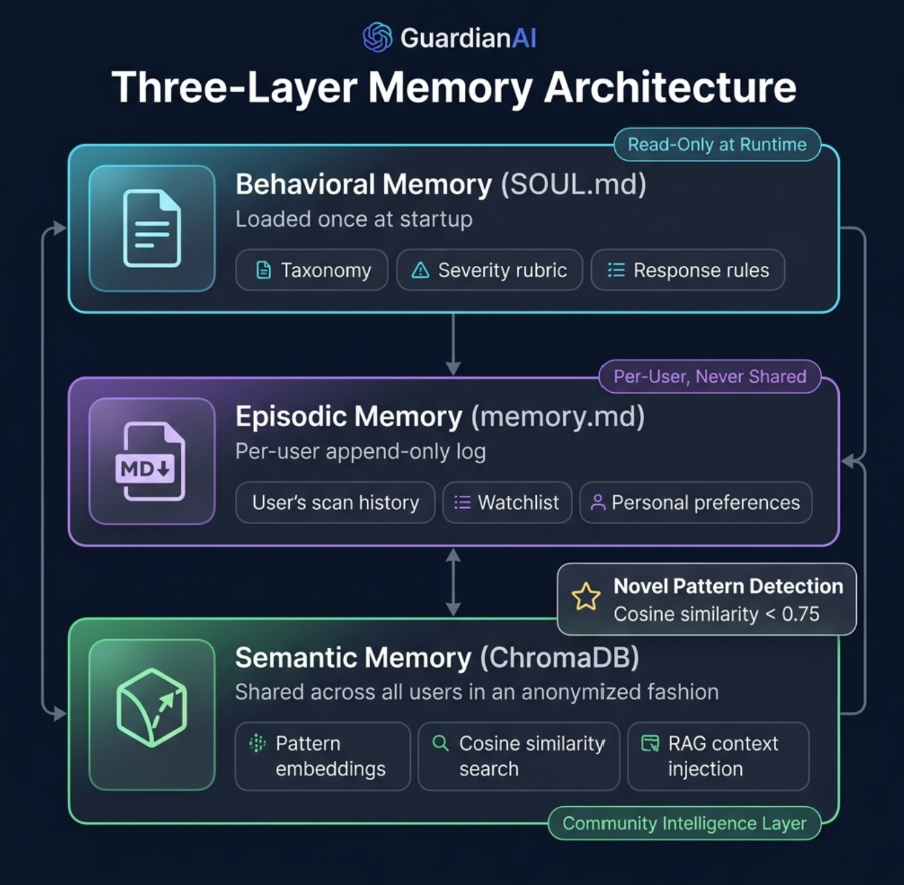 GuardianAI
Three-Layer Memory Architecture
Read-Only at Runtime
Behavioral Memory (SOUL.md)
Loaded once at startup
Taxonomy
Severity rubric
Response rules
Per-User, Never Shared
Episodic Memory (memory.md)
Per-user append-only log
MD
User's scan history
Watchlist
Personal preferences
Novel Pattern Detection
Cosine similarity < 0.75
Semantic Memory (ChromaDB)
Shared across all users in an anonymized fashion
Pattern
embeddings
Cosine similarity
search
RAG context
injection
Community Intelligence Layer